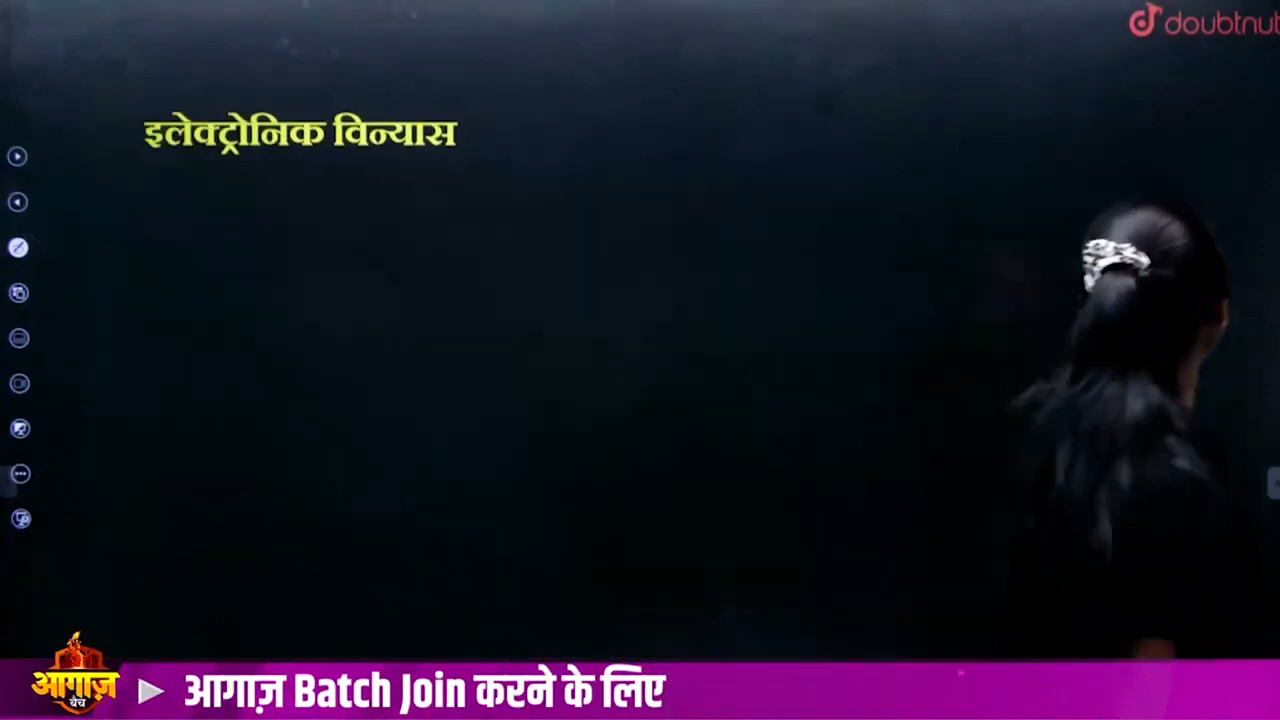 doubtnut
इलेक्ट्रोनिक विन्यास
आगाज़
बैच
आगाज़ Batch Join करने के लिए